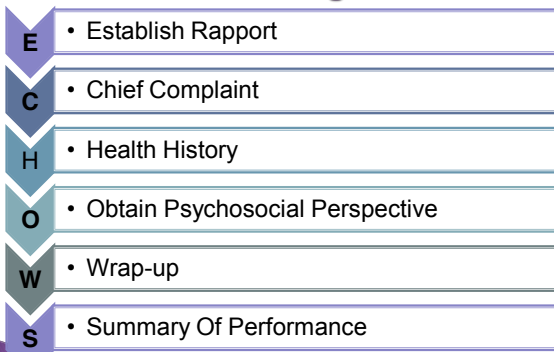 E • Establish Rapport
C • Chief Complaint
H • Health History
O • Obtain Psychosocial Perspective
W • Wrap-up
S • Summary Of Performance